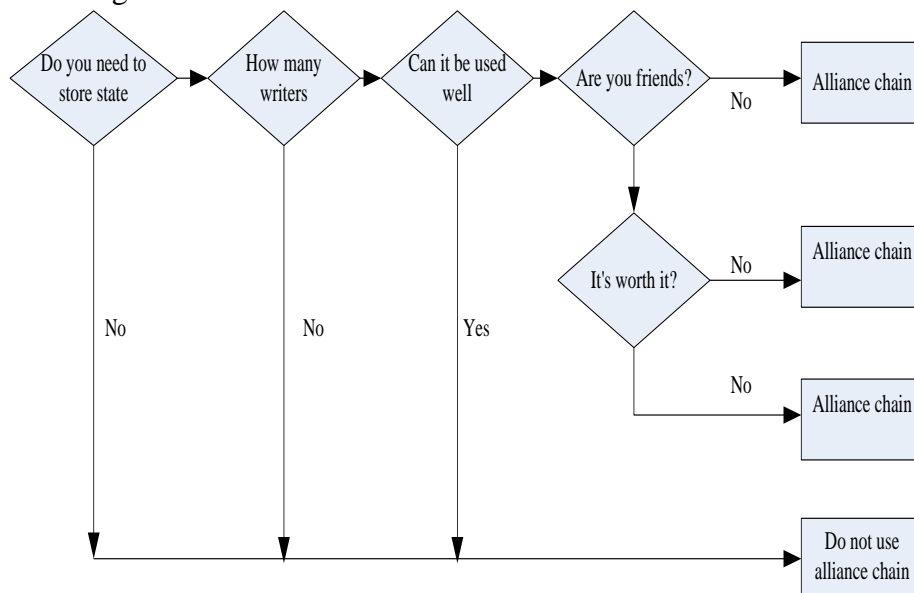 Do you need to
store state
How many
writers
Can it be used
well
Are you friends?
No
Alliance chain
It's worth it?
No
Alliance chain
No
No
Yes
No
Alliance chain
Do not use
alliance chain